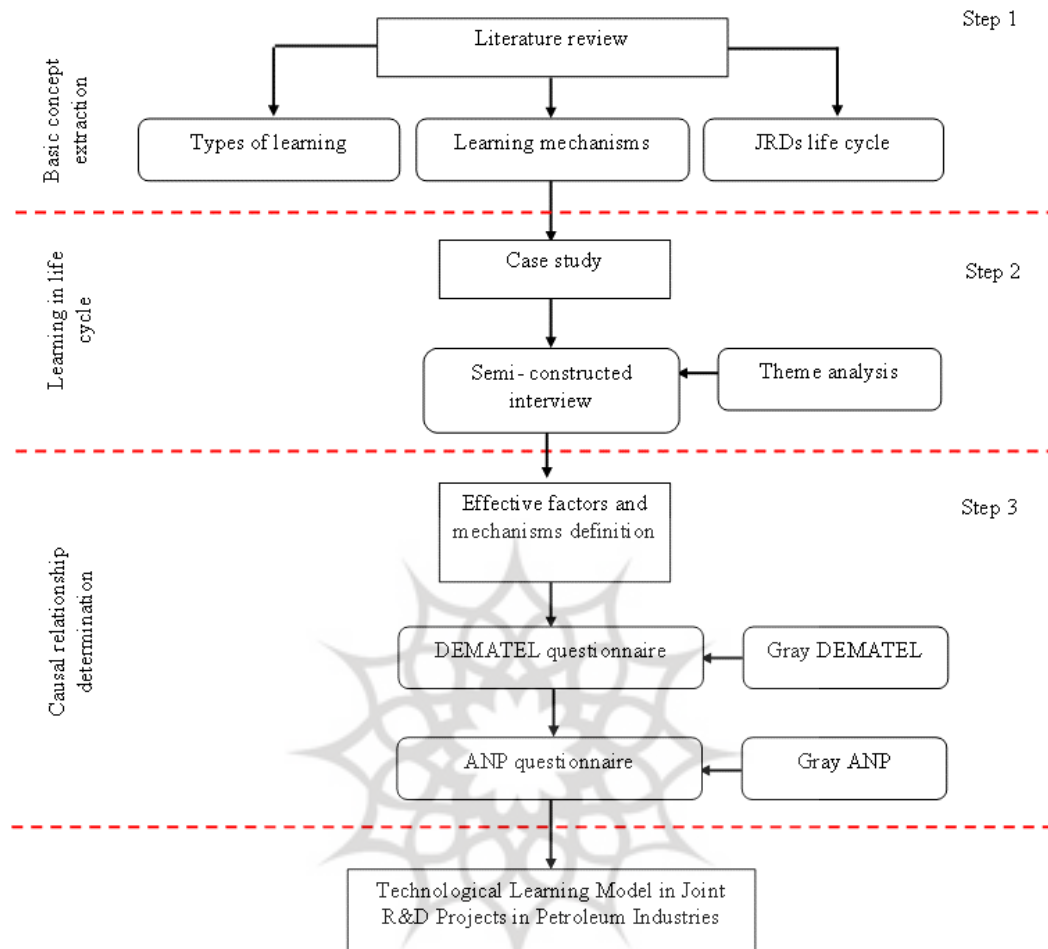 Step 1
Literature review
Basic concept
extraction
Types of learning
Learning mechanisms
JRDs life cycle
Step 2
Learning in life
cycle
Case study
Semi- constructed
interview
Theme analysis
Step 3
Causal relationship
determination
Effective factors and
mechanisms definition
DEMATEL questionnaire
Gray DEMATEL
ANP questionnaire
Gray ANP
Technological Learning Model in Joint
R&D Projects in Petroleum Industries